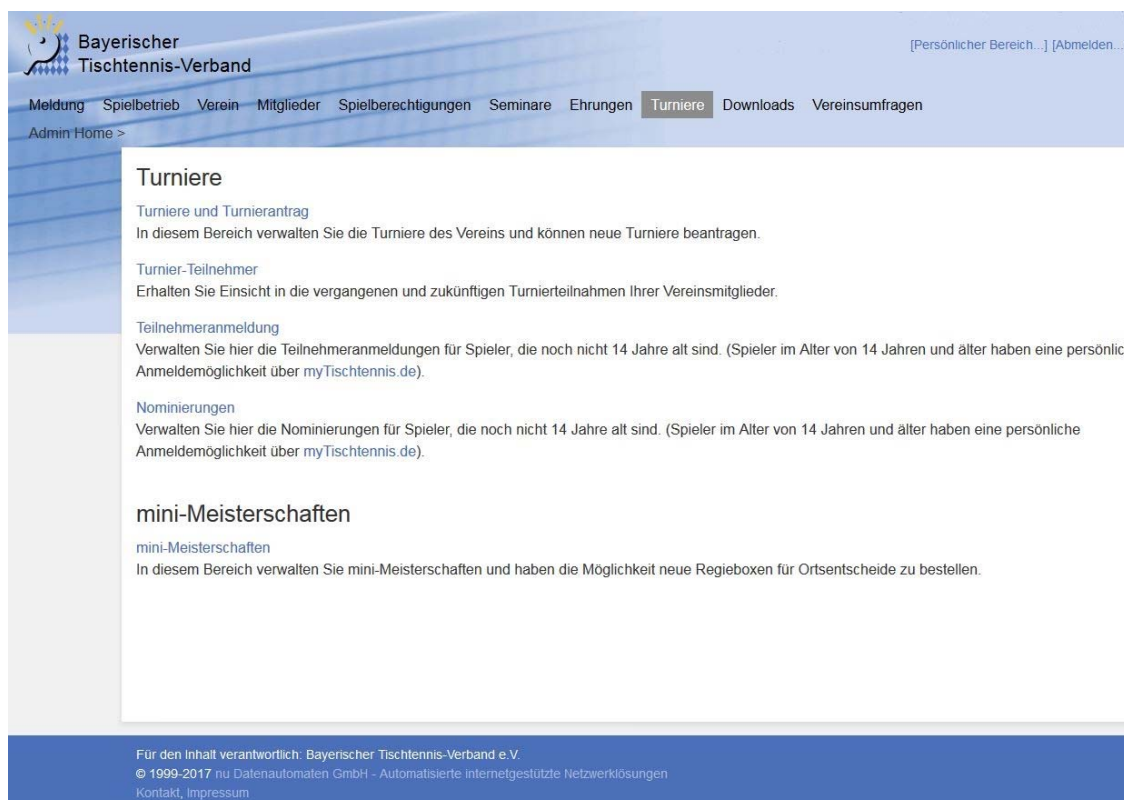 Bayerischer
Tischtennis-Verband
[Persönlicher Bereich...] [Abmelden...
Meldung Spielbetrieb Verein Mitglieder Spielberechtigungen Seminare Ehrungen Turniere Downloads Vereinsumfragen
Admin Home >
Turniere
Turniere und Turnierantrag
In diesem Bereich verwalten Sie die Turniere des Vereins und können neue Turniere beantragen.
Turnier-Teilnehmer
Erhalten Sie Einsicht in die vergangenen und zukünftigen Turnierteilnahmen Ihrer Vereinsmitglieder.
Teilnehmeranmeldung
Verwalten Sie hier die Teilnehmeranmeldungen für Spieler, die noch nicht 14 Jahre alt sind. (Spieler im Alter von 14 Jahren und älter haben eine persönlic
Anmeldemöglichkeit über myTischtennis.de).
Nominierungen
Verwalten Sie hier die Nominierungen für Spieler, die noch nicht 14 Jahre alt sind. (Spieler im Alter von 14 Jahren und älter haben eine persönliche
Anmeldemöglichkeit über myTischtennis.de).
mini-Meisterschaften
mini-Meisterschaften
In diesem Bereich verwalten Sie mini-Meisterschaften und haben die Möglichkeit neue Regieboxen für Ortsentscheide zu bestellen.
Für den Inhalt verantwortlich: Bayerischer Tischtennis-Verband e.V.
© 1999-2017 nu Datenautomaten GmbH - Automatisierte internetgestützte Netzwerklösungen
Kontakt, Impressum